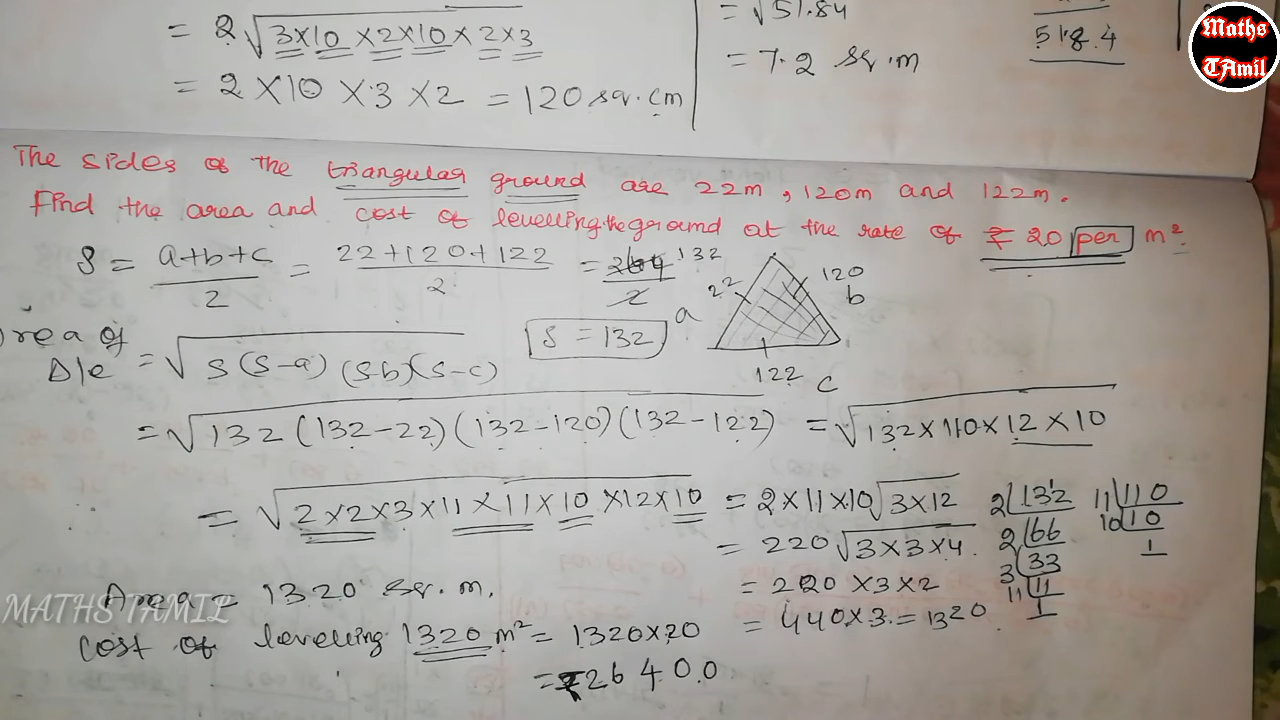 = 2√3×10×2×10×2×3
= 2×10×3×2 = 120 sq.cm
= √51.84
= 7.2 sq.m
518.4
Maths
TAmil
The sides of the triangular ground are 22m, 120m and 122m.
Find the area and cost of levelling the ground at the rate of ₹ 20 per m².
S = a+b+c/2 = 22+120+122/2 = 264/2 132
S = 132
22 a
120 b
122 c
Area of
Δle = √S(S-a)(S-b)(S-c)
= √132(132-22)(132-120)(132-122) = √132×110×12×10
= √2×2×3×11×11×10×12×10 = 2×11×10√3×12
= 220√3×3×4
= 220×3×2
= 440×3 = 1320
2 132
2 66
3 33
11 11
1
11 110
10 10
1
Area = 1320 sq.m.
MATHS TAMIL
Cost of levelling 1320 m² = 1320×20
= ₹26400